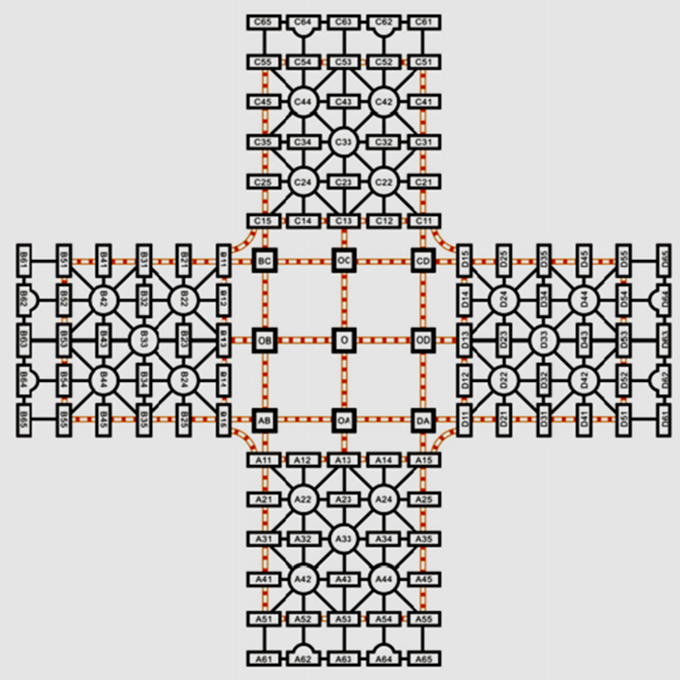 C65 C64 C63 C62 C61
C55 C54 C53 C52 C51
C45 C44 C43 C42 C41
C35 C34 C33 C32 C31
C25 C24 C23 C22 C21
C15 C14 C13 C12 C11
B61 B51 B41 B31 B21 B11 BC OC CD D15 D25 D35 D45 D55 D65
B62 B52 B42 B32 B22 B12 D14 D24 D34 D44 D54 D64
B63 B53 B43 B33 B23 B13 OB O OD D13 D23 D33 D43 D53 D63
B64 B54 B44 B34 B24 B14 D12 D22 D32 D42 D52 D62
B65 B55 B45 B35 B25 B15 AB OA DA D11 D21 D31 D41 D51 D61
A11 A12 A13 A14 A15
A21 A22 A23 A24 A25
A31 A32 A33 A34 A35
A41 A42 A43 A44 A45
A51 A52 A53 A54 A55
A61 A62 A63 A64 A65